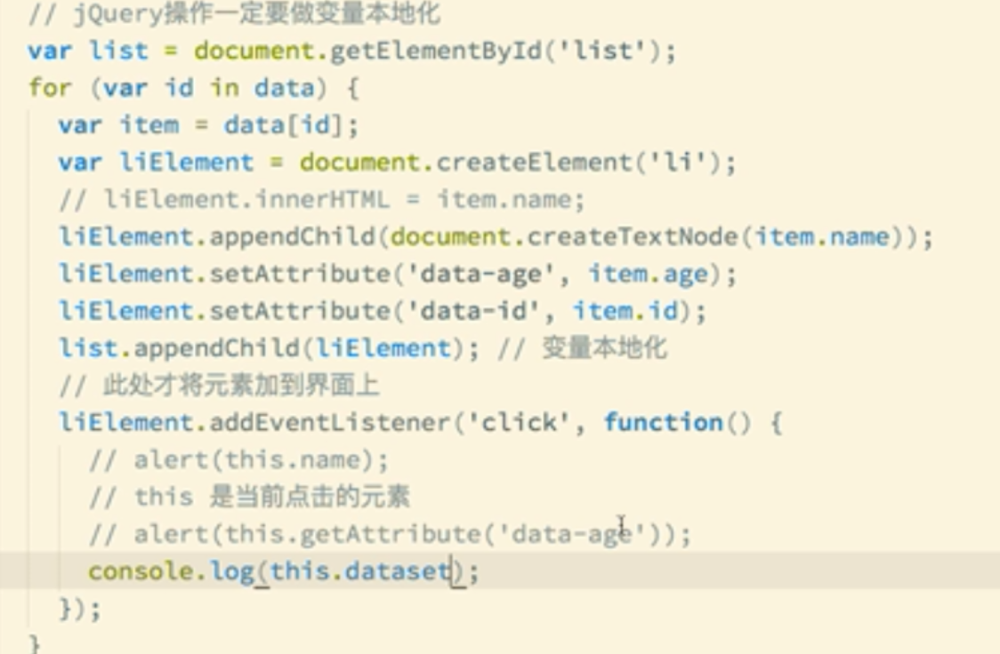 // jQuery操作一定要做变量本地化
var list = document.getElementById('list');
for (var id in data) {
var item = data[id];
var liElement = document.createElement('li');
// liElement.innerHTML = item.name;
liElement.appendChild(document.createTextNode(item.name));
liElement.setAttribute('data-age', item.age);
liElement.setAttribute('data-id', item.id);
list.appendChild(liElement); // 变量本地化
// 此处才将元素加到界面上
liElement.addEventListener('click', function() {
// alert(this.name);
// this 是当前点击的元素
// alert(this.getAttribute('data-age'));
console.log(this.dataset);
});
}